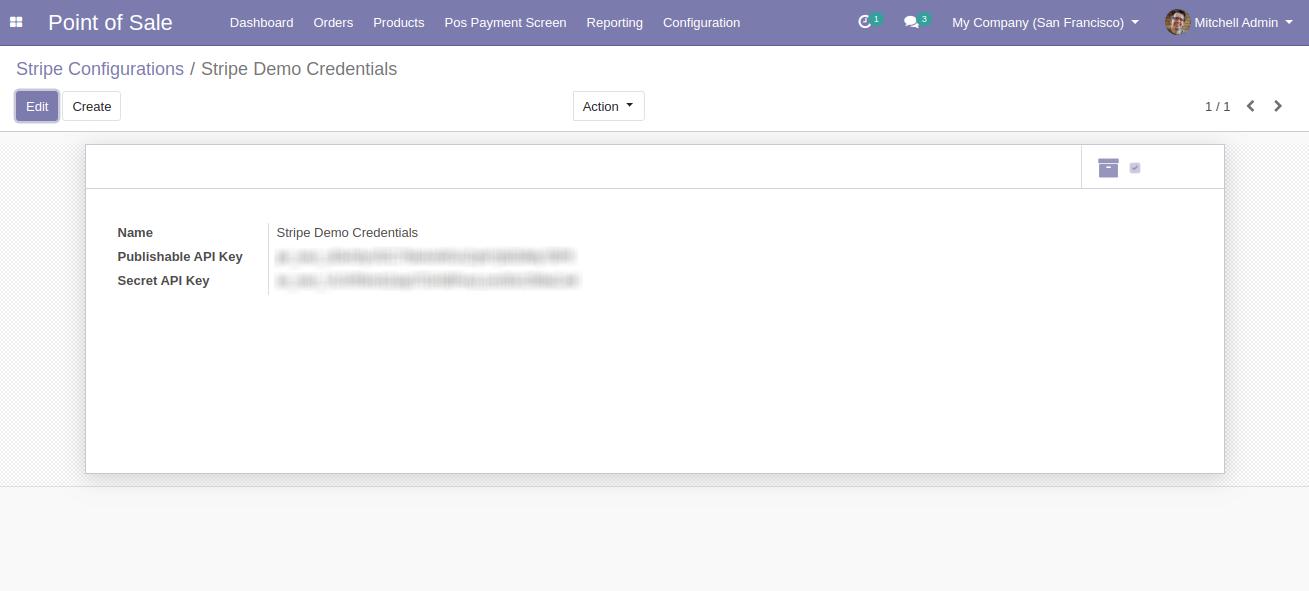 Point of Sale Dashboard Orders Products Pos Payment Screen Reporting Configuration 1 3 My Company (San Francisco) Mitchell Admin
Stripe Configurations / Stripe Demo Credentials
Edit Create Action 1 / 1
Name Stripe Demo Credentials
Publishable API Key
Secret API Key